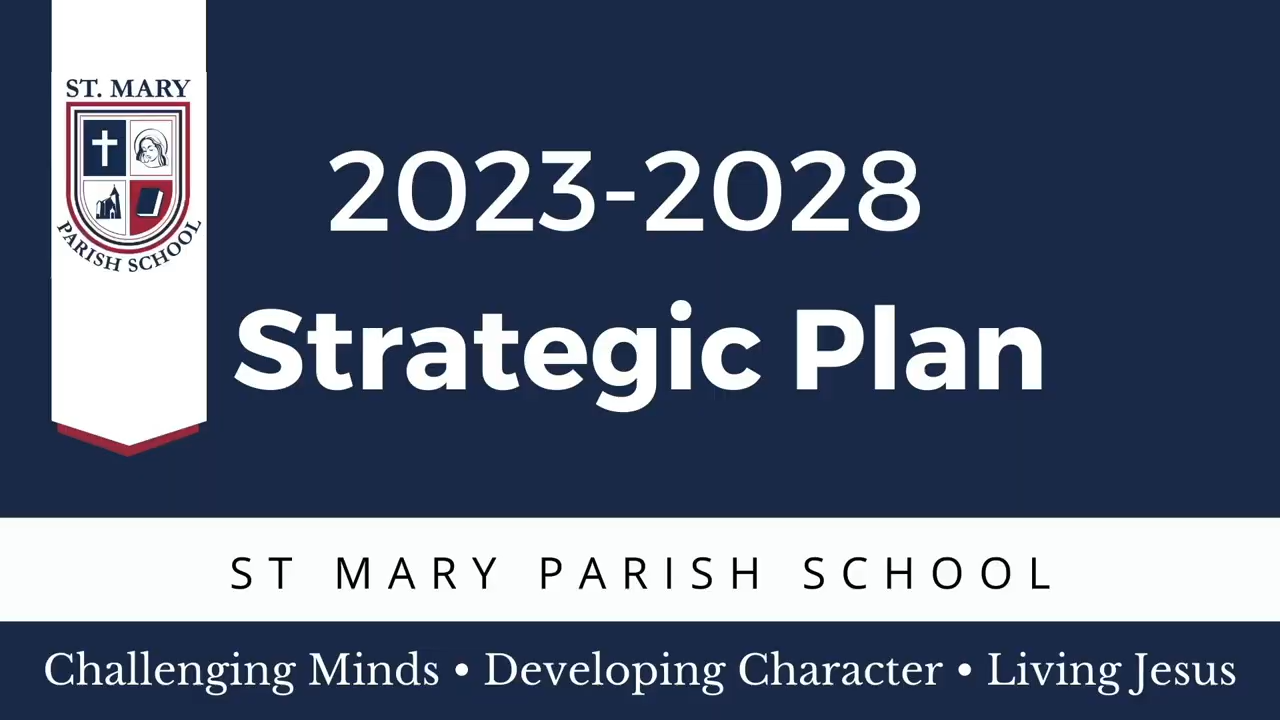 ST. MARY
PARISH SCHOOL
2023-2028
Strategic Plan
ST MARY PARISH SCHOOL
Challenging Minds • Developing Character • Living Jesus